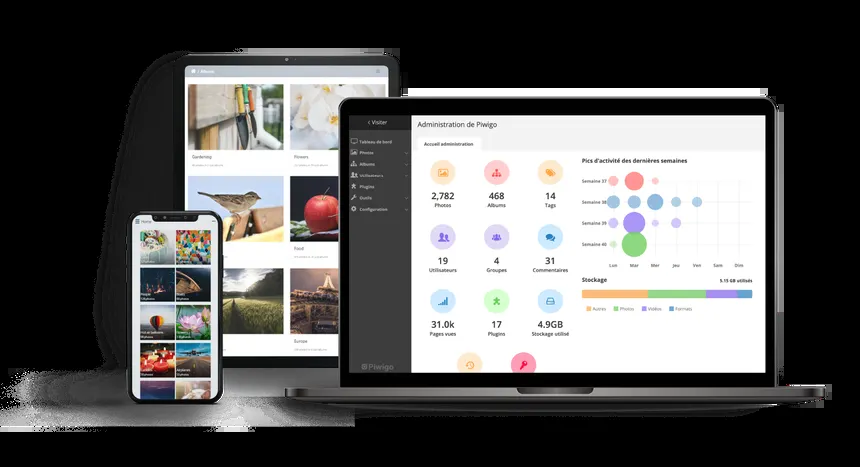 Albums
Gardening
Flowers
Food
Europe
Home
‹ Visiter
Tableau de bord
Photos
Albums
Utilisateurs
Plugins
Outils
Configuration
Piwigo
Administration de Piwigo
Accueil administration
2,782
Photos
468
Albums
14
Tags
19
Utilisateurs
4
Groupes
31
Commentaires
31.0k
Pages vues
17
Plugins
4.9GB
Stockage utilisé
Pics d'activité des dernières semaines
Semaine 37
Semaine 38
Semaine 39
Semaine 40
Lun Mar Mer Jeu Ven Sam Dim
Stockage
5.15 GB utilisés
Autres Photos Vidéos Formats